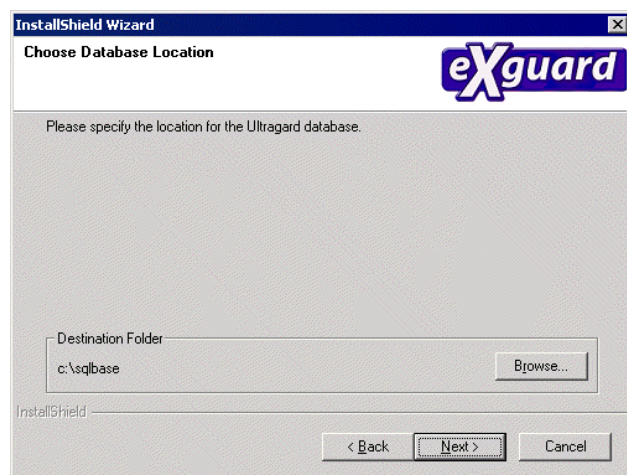 InstallShield Wizard
Choose Database Location
eXguard
Please specify the location for the Ultragard database.
Destination Folder
c:\sqlbase
Browse...
InstallShield
< Back
Next >
Cancel